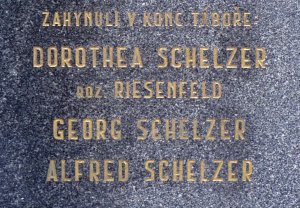 ZAHYNULI V KONC. TÁBOŘE:
DOROTHEA SCHELZER
ROZ. RIESENFELD
GEORG SCHELZER
ALFRED SCHELZER